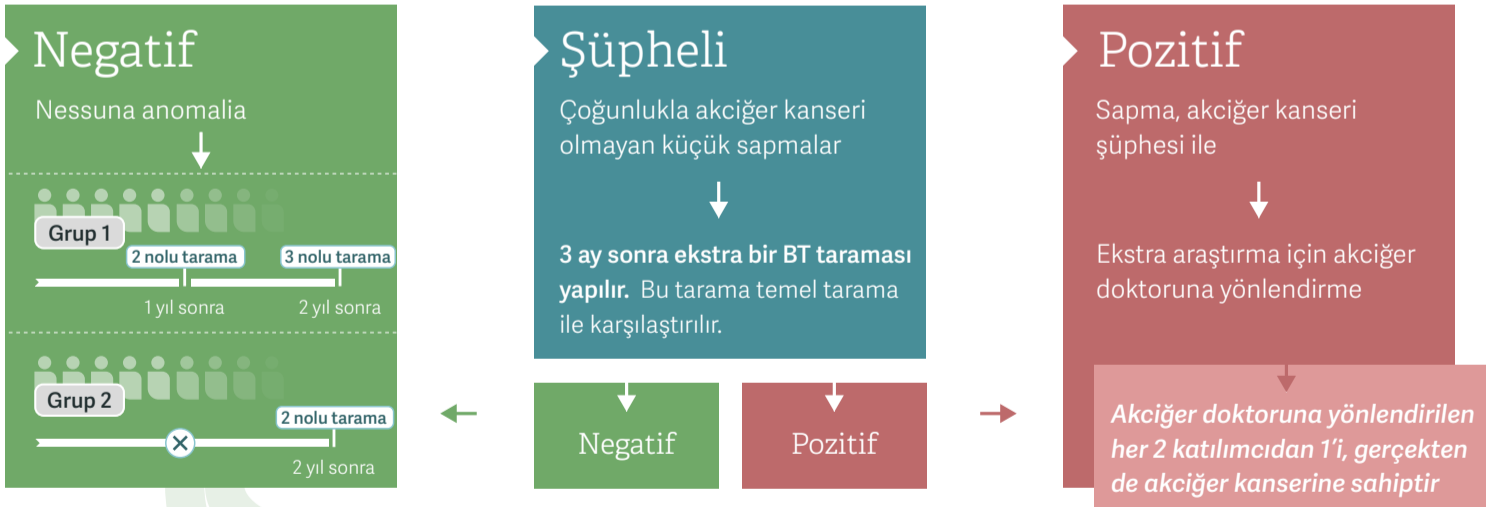 Negatif
Nessuna anomalia
Grup 1
2 nolu tarama
3 nolu tarama
1 yıl sonra
2 yıl sonra
Grup 2
2 nolu tarama
2 yıl sonra
Şüpheli
Çoğunlukla akciğer kanseri
olmayan küçük sapmalar
3 ay sonra ekstra bir BT taraması
yapılır. Bu tarama temel tarama
ile karşılaştırılır.
Negatif
Pozitif
Pozitif
Sapma, akciğer kanseri
şüphesi ile
Ekstra araştırma için akciğer
doktoruna yönlendirme
Akciğer doktoruna yönlendirilen
her 2 katılımcıdan 1’i, gerçekten
de akciğer kanserine sahiptir